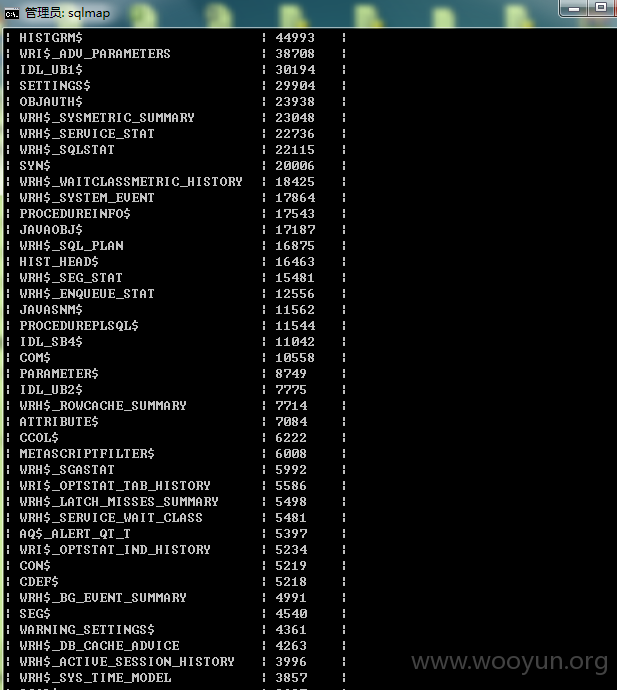 管理员: sqlmap
¦ HISTGRM$ ¦ 44993 ¦
¦ WRI$_ADV_PARAMETERS ¦ 38708 ¦
¦ IDL_UB1$ ¦ 30194 ¦
¦ SETTINGS$ ¦ 29904 ¦
¦ OBJAUTH$ ¦ 23938 ¦
¦ WRH$_SYSMETRIC_SUMMARY ¦ 23048 ¦
¦ WRH$_SERVICE_STAT ¦ 22736 ¦
¦ WRH$_SQLSTAT ¦ 22115 ¦
¦ SYN$ ¦ 20006 ¦
¦ WRH$_WAITCLASSMETRIC_HISTORY ¦ 18425 ¦
¦ WRH$_SYSTEM_EVENT ¦ 17864 ¦
¦ PROCEDUREINFO$ ¦ 17543 ¦
¦ JAVAOBJ$ ¦ 17187 ¦
¦ WRH$_SQL_PLAN ¦ 16875 ¦
¦ HIST_HEAD$ ¦ 16463 ¦
¦ WRH$_SEG_STAT ¦ 15481 ¦
¦ WRH$_ENQUEUE_STAT ¦ 12556 ¦
¦ JAVASNM$ ¦ 11562 ¦
¦ PROCEDUREPLSQL$ ¦ 11544 ¦
¦ IDL_SB4$ ¦ 11042 ¦
¦ COM$ ¦ 10558 ¦
¦ PARAMETER$ ¦ 8749 ¦
¦ IDL_UB2$ ¦ 7775 ¦
¦ WRH$_ROWCACHE_SUMMARY ¦ 7714 ¦
¦ ATTRIBUTE$ ¦ 7084 ¦
¦ CCOL$ ¦ 6222 ¦
¦ METASCRIPTFILTER$ ¦ 6008 ¦
¦ WRH$_SGASTAT ¦ 5992 ¦
¦ WRI$_OPTSTAT_TAB_HISTORY ¦ 5586 ¦
¦ WRH$_LATCH_MISSES_SUMMARY ¦ 5498 ¦
¦ WRH$_SERVICE_WAIT_CLASS ¦ 5481 ¦
¦ AQ$_ALERT_QT_T ¦ 5397 ¦
¦ WRI$_OPTSTAT_IND_HISTORY ¦ 5234 ¦
¦ CON$ ¦ 5219 ¦
¦ CDEF$ ¦ 5218 ¦
¦ WRH$_BG_EVENT_SUMMARY ¦ 4991 ¦
¦ SEG$ ¦ 4540 ¦
¦ WARNING_SETTINGS$ ¦ 4361 ¦
¦ WRH$_DB_CACHE_ADVICE ¦ 4263 ¦
¦ WRH$_ACTIVE_SESSION_HISTORY ¦ 3996 ¦
¦ WRH$_SYS_TIME_MODEL ¦ 3857 ¦
www.wooyun.org